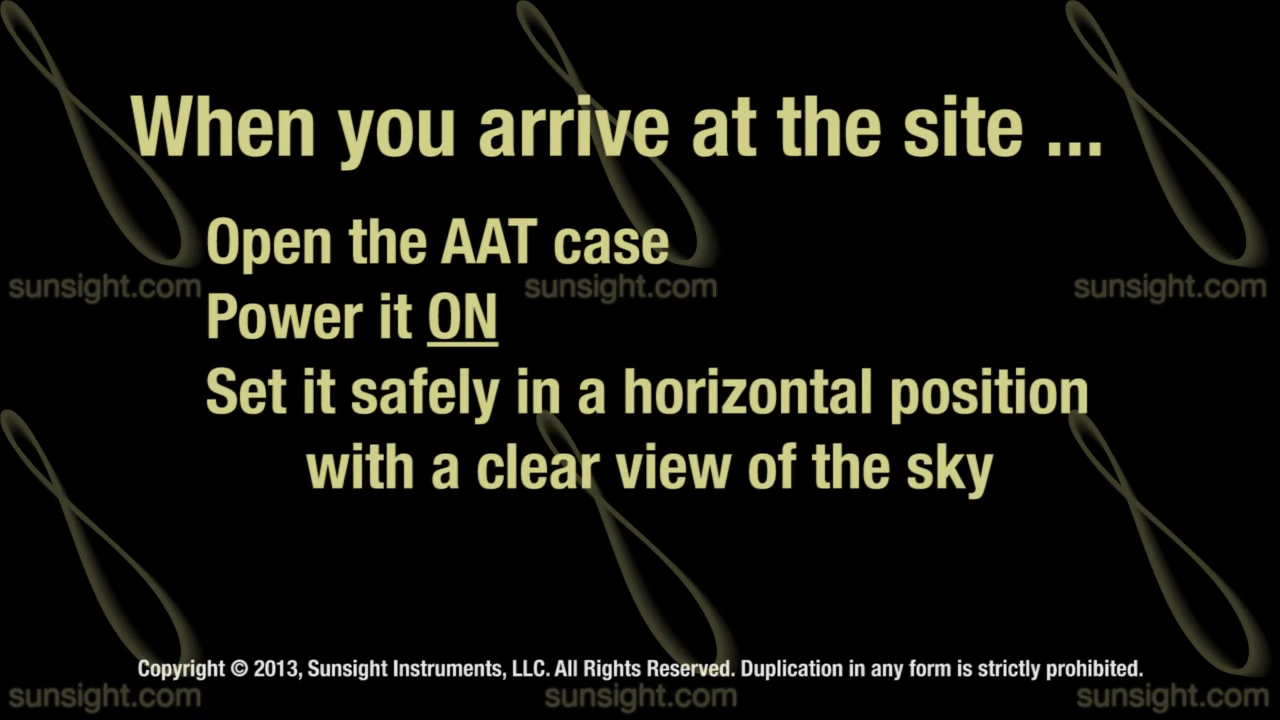 When you arrive at the site ...
Open the AAT case
sunsight.com sunsight.com sunsight.com
Power it ON
Set it safely in a horizontal position
with a clear view of the sky
Copyright © 2013, Sunsight Instruments, LLC. All Rights Reserved. Duplication in any form is strictly prohibited.
sunsight.com sunsight.com sunsight.com